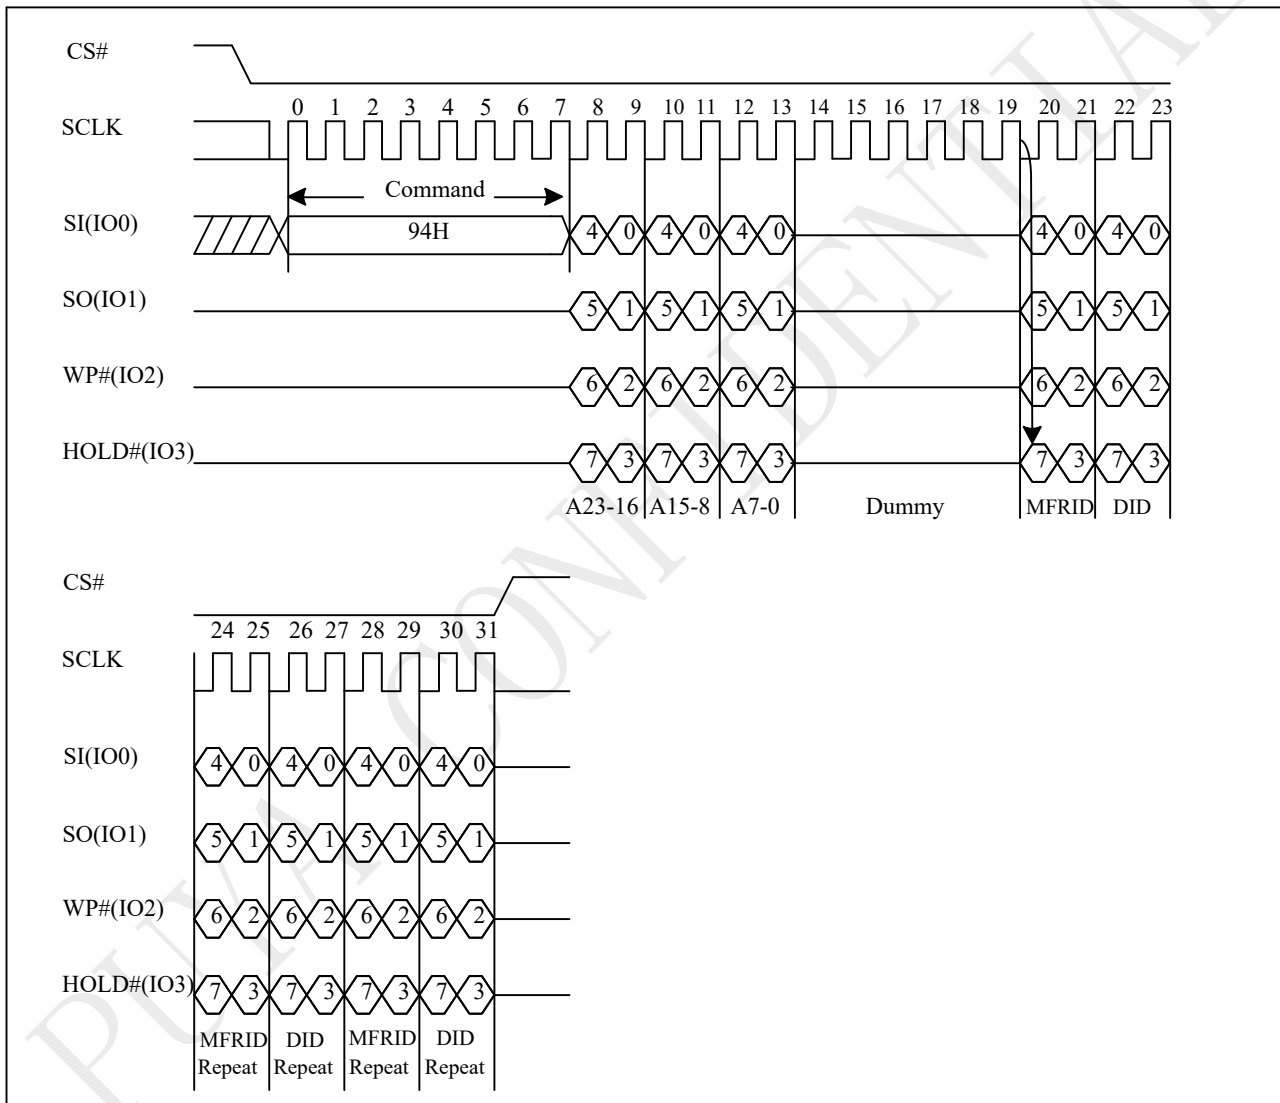 CS#
0 1 2 3 4 5 6 7 8 9 10 11 12 13 14 15 16 17 18 19 20 21 22 23
SCLK
Command
SI(IO0) 94H 4 0 4 0 4 0 4 0 4 0
SO(IO1) 5 1 5 1 5 1 5 1 5 1
WP#(IO2) 6 2 6 2 6 2 6 2 6 2
HOLD#(IO3) 7 3 7 3 7 3 7 3 7 3
A23-16 A15-8 A7-0 Dummy MFRID DID
CS#
24 25 26 27 28 29 30 31
SCLK
SI(IO0) 4 0 4 0 4 0 4 0
SO(IO1) 5 1 5 1 5 1 5 1
WP#(IO2) 6 2 6 2 6 2 6 2
HOLD#(IO3) 7 3 7 3 7 3 7 3
MFRID DID MFRID DID
Repeat Repeat Repeat Repeat
PUYA CONFIDENTIAL